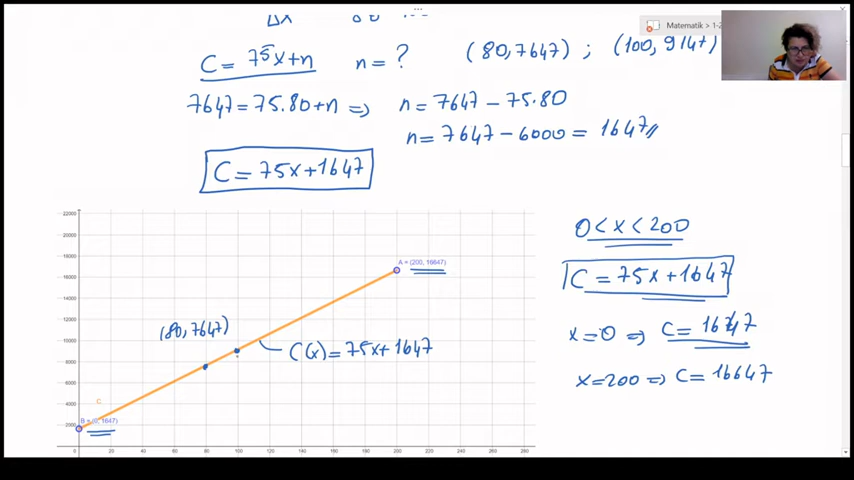 Δx
Matematik > 1-2
C = 75x+n   n = ?   (80,7647) ; (100,9147)
7647 = 75.80+n ⇒ n = 7647 - 75.80
n = 7647 - 6000 = 1647//
C = 75x+1647
22000
20000
18000
16000
14000
12000
10000
8000
6000
4000
2000
0 20 40 60 80 100 120 140 160 180 200 220 240 260 280
A = (200, 16647)
(80,7647)
C(x) = 75x+1647
C
B = (0, 1647)
0 < x < 200
C = 75x+1647
x=0 ⇒ C = 1647
x=200 ⇒ C = 16647